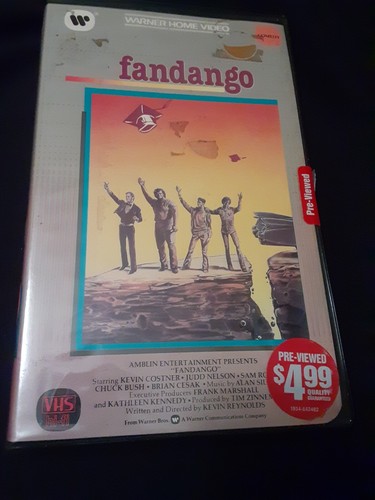 WARNER HOME VIDEO
fandango
Pre-Viewed
AMBLIN ENTERTAINMENT PRESENTS
"FANDANGO"
Starring KEVIN COSTNER • JUDD NELSON • SAM RO
CHUCK BUSH • BRIAN CESAK • Music by ALAN SIL
Executive Producers FRANK MARSHALL
and KATHLEEN KENNEDY • Produced by TIM ZINNE
Written and Directed by KEVIN REYNOLDS
From Warner Bros. A Warner Communications Company
VHS
PRE-VIEWED
$4.99
QUALITY
GUARANTEED